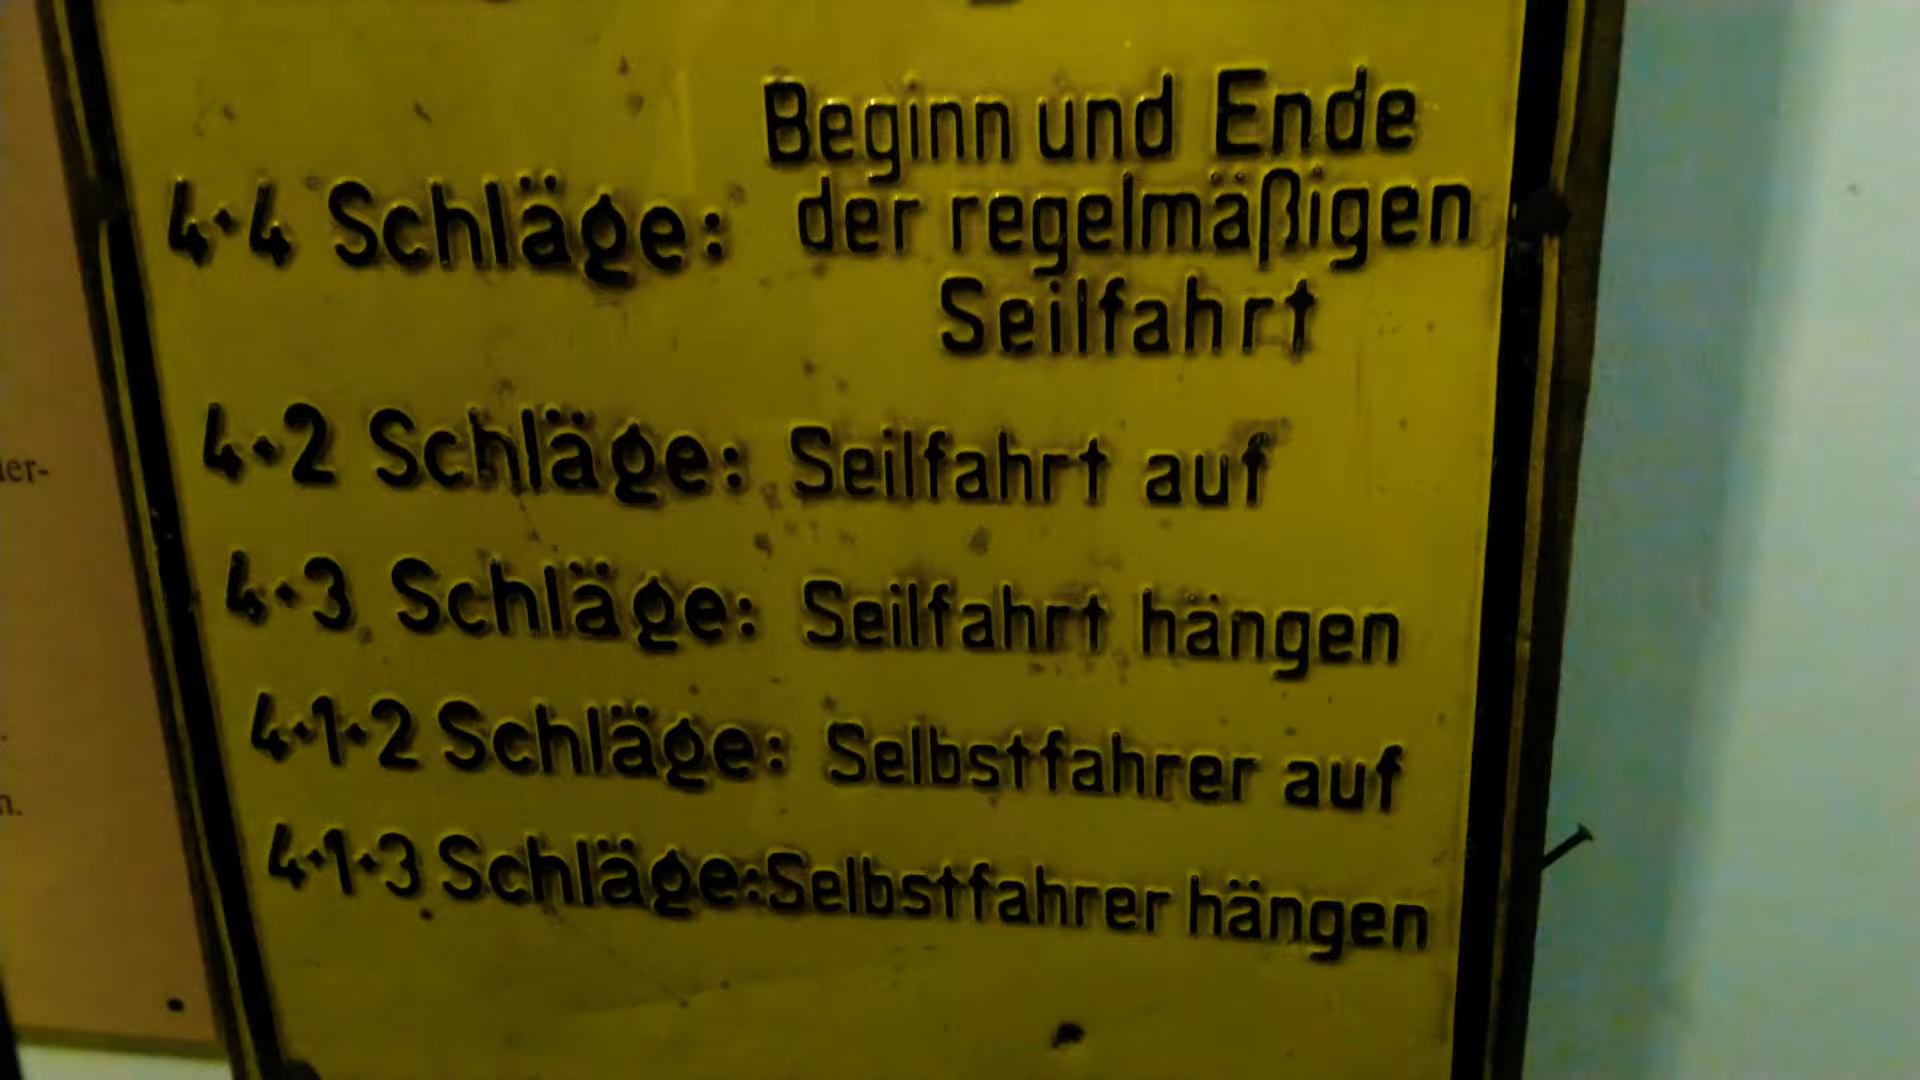 Beginn und Ende
4+4 Schläge: der regelmäßigen
Seilfahrt
4+2 Schläge: Seilfahrt auf
4+3 Schläge: Seilfahrt hängen
4+1+2 Schläge: Selbstfahrer auf
4+1+3 Schläge: Selbstfahrer hängen